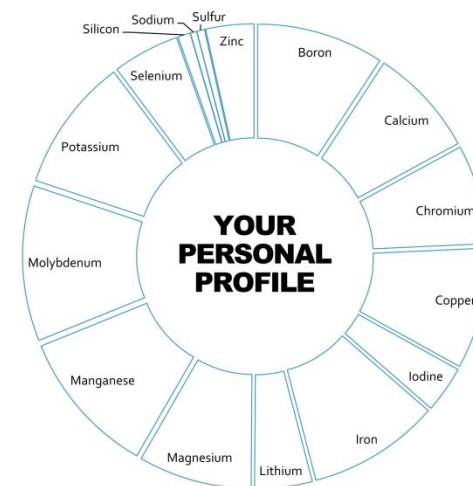 Sulfur
Sodium
Silicon
Zinc
Boron
Selenium
Calcium
Potassium
Chromium
YOUR
PERSONAL
PROFILE
Molybdenum
Copper
Iodine
Manganese
Iron
Magnesium
Lithium